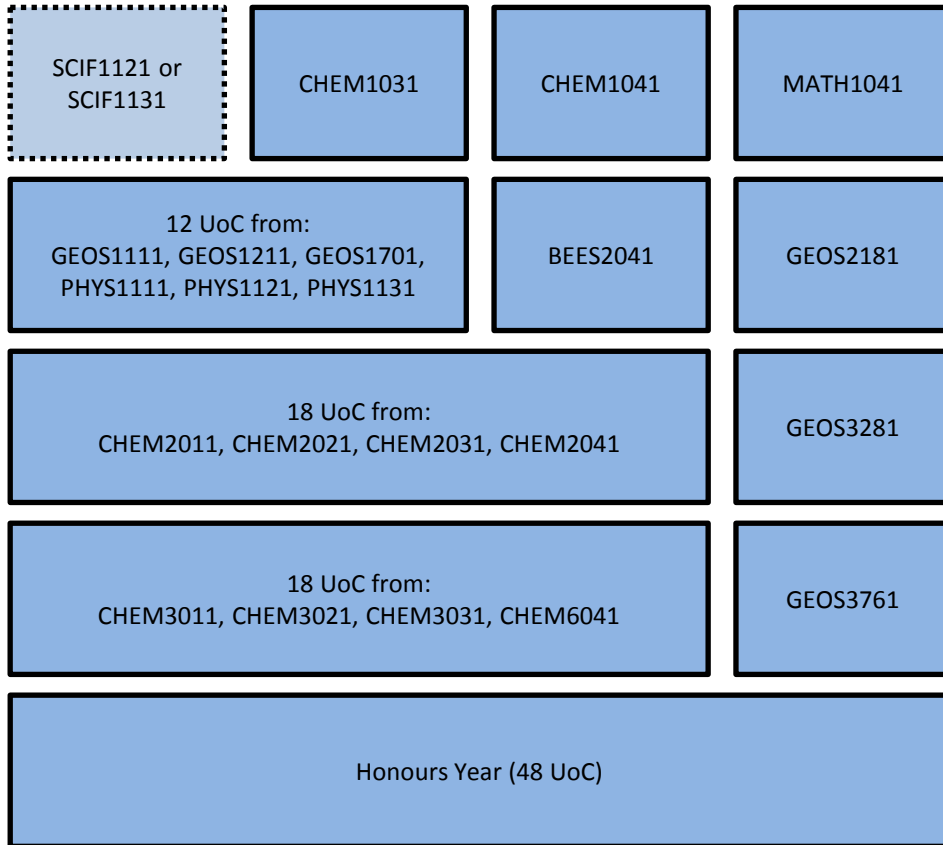 SCIF1121 or
SCIF1131
CHEM1031
CHEM1041
MATH1041
12 UoC from:
GEOS1111, GEOS1211, GEOS1701,
PHYS1111, PHYS1121, PHYS1131
BEES2041
GEOS2181
18 UoC from:
CHEM2011, CHEM2021, CHEM2031, CHEM2041
GEOS3281
18 UoC from:
CHEM3011, CHEM3021, CHEM3031, CHEM6041
GEOS3761
Honours Year (48 UoC)